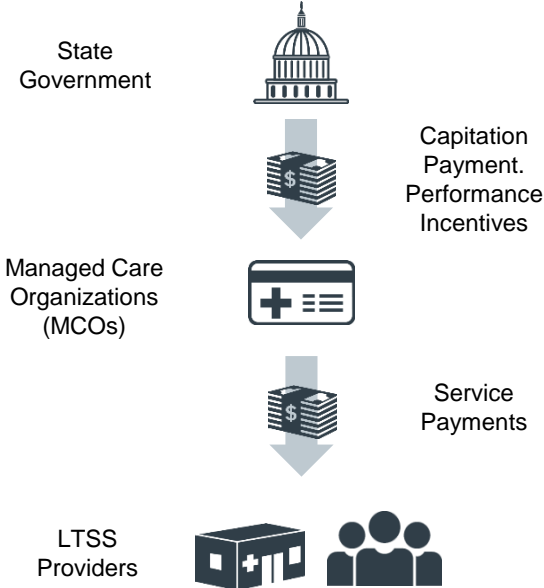 State
Government
$
Capitation
Payment.
Performance
Incentives
Managed Care
Organizations
(MCOs)
$
Service
Payments
LTSS
Providers